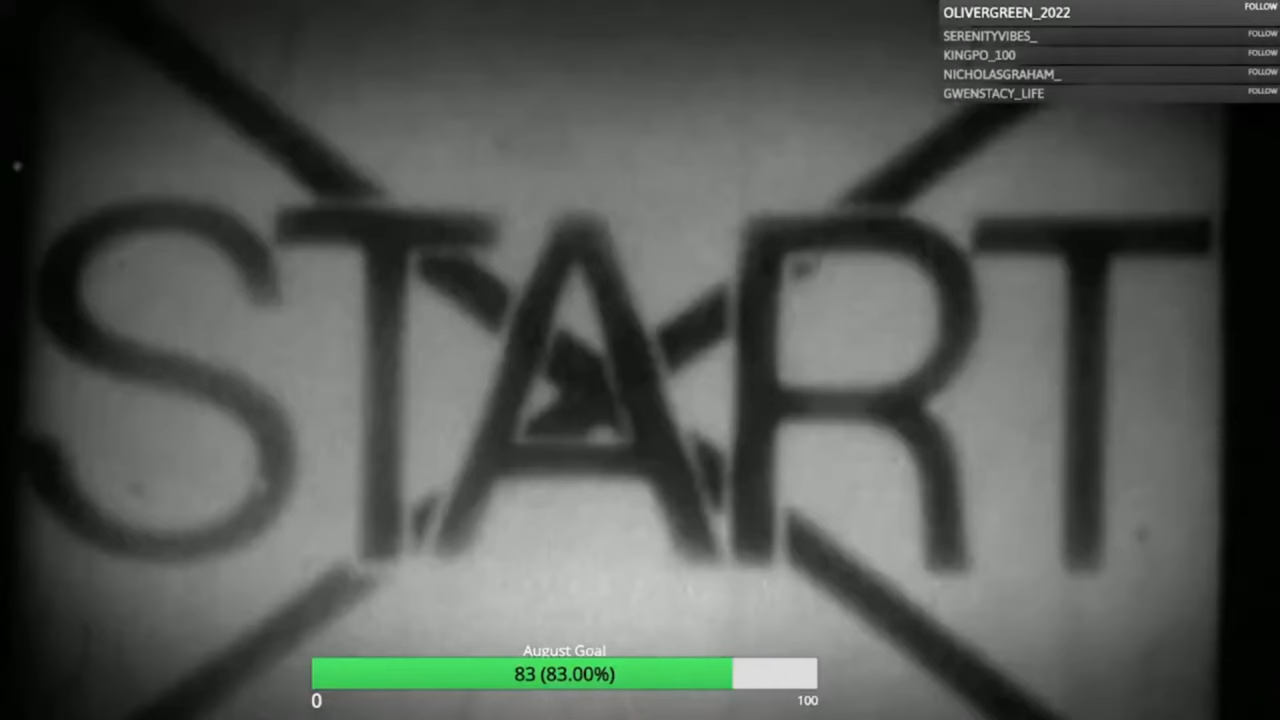 OLIVERGREEN_2022 FOLLOW
SERENITYVIBES_ FOLLOW
KINGPO_100 FOLLOW
NICHOLASGRAHAM_ FOLLOW
GWENSTACY_LIFE FOLLOW
START
August Goal
83 (83.00%)
0 100